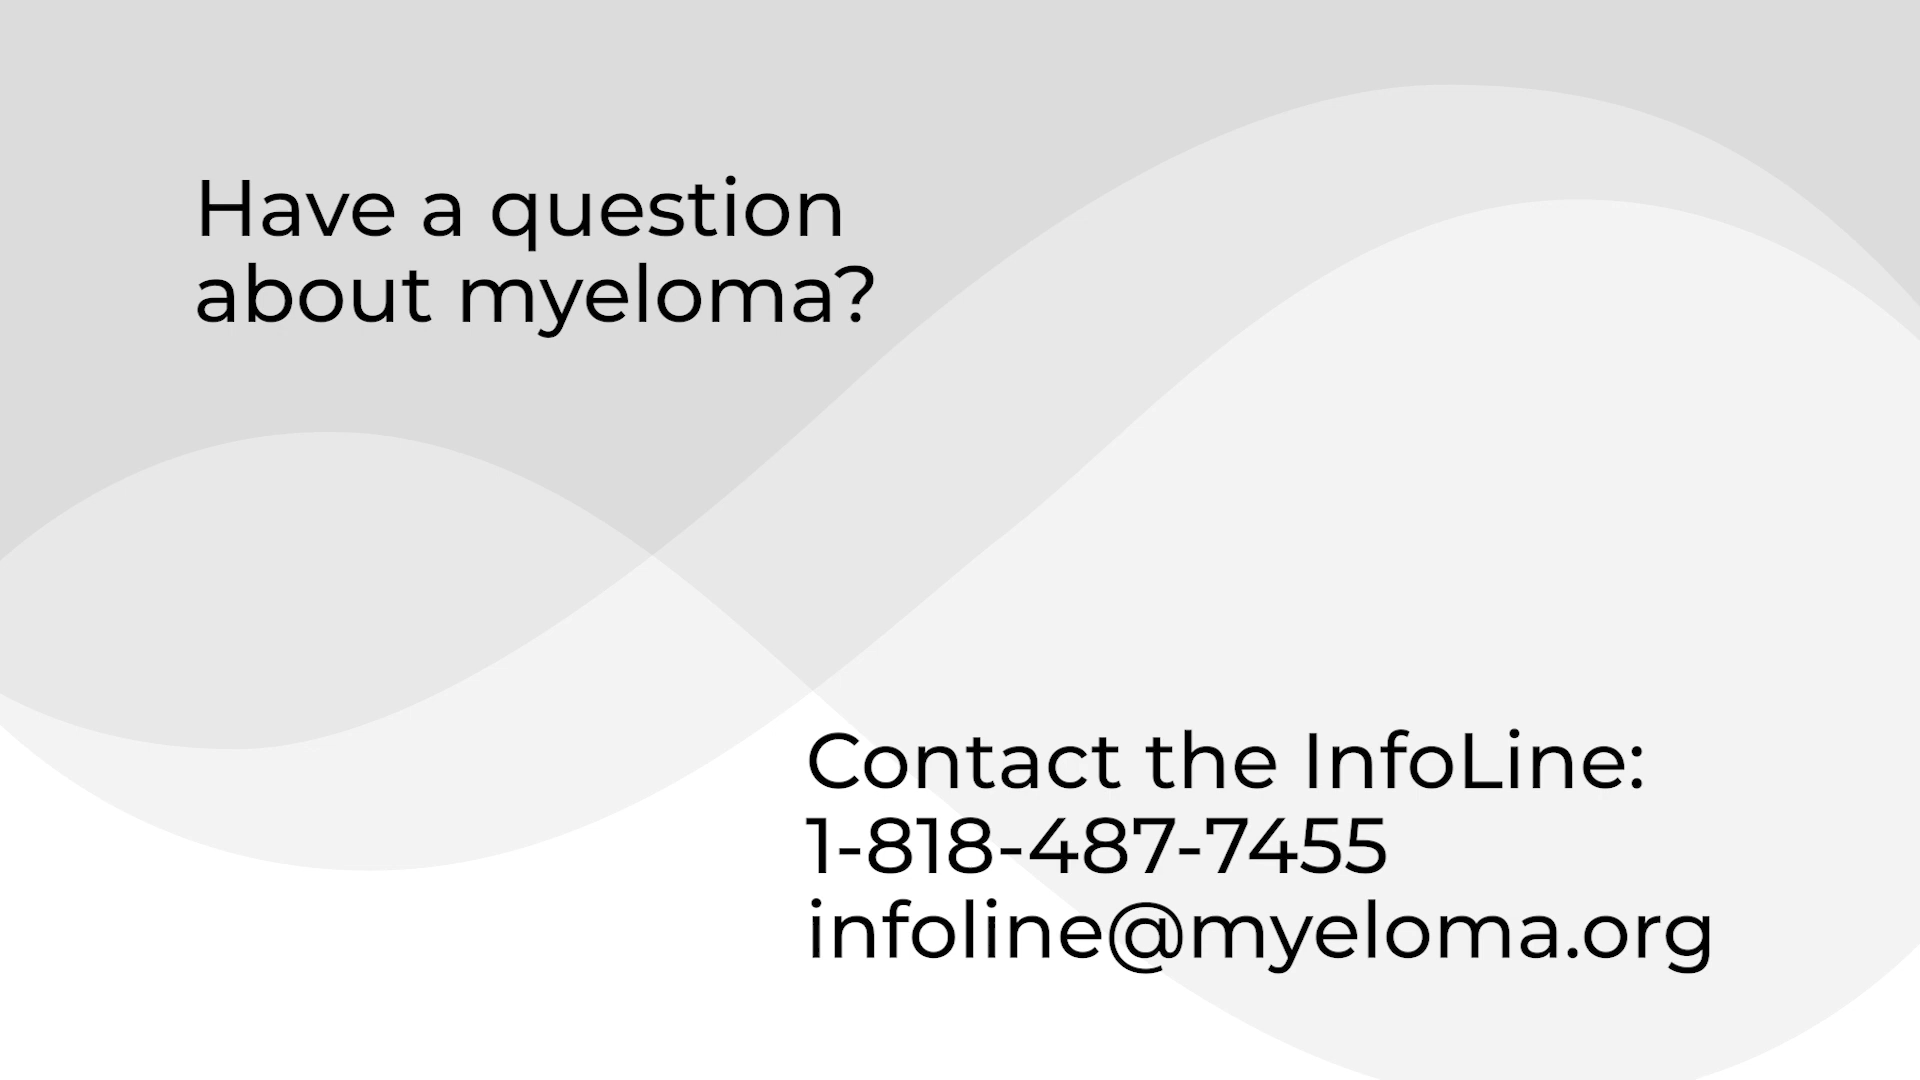 Have a question
about myeloma?
Contact the InfoLine:
1-818-487-7455
infoline@myeloma.org